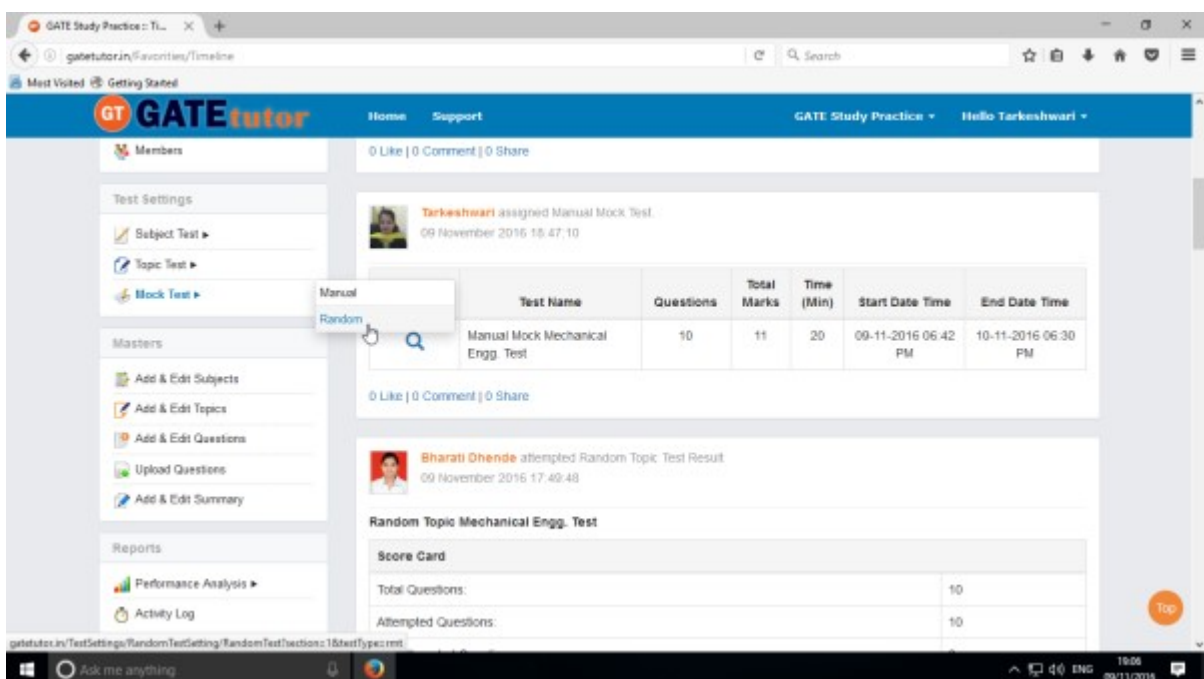 GATE Study Practice :: Ti...
gatetutor.in/Favorities/Timeline
Search
Most Visited Getting Started
GT GATEtutor Home Support GATE Study Practice Hello Tarkeshwari
Members
0 Like | 0 Comment | 0 Share
Test Settings
Subject Test
Topic Test
Mock Test
Manual
Random
Masters
Add & Edit Subjects
Add & Edit Topics
Add & Edit Questions
Upload Questions
Add & Edit Summary
Reports
Performance Analysis
Activity Log
Tarkeshwari assigned Manual Mock Test.
09 November 2016 18:47:10
Test Name Questions Total Marks Time (Min) Start Date Time End Date Time
Manual Mock Mechanical 10 11 20 09-11-2016 06:42 10-11-2016 06:30
Engg. Test PM PM
0 Like | 0 Comment | 0 Share
Bharati Dhende attempted Random Topic Test Result
09 November 2016 17:49:48
Random Topic Mechanical Engg. Test
Score Card
Total Questions: 10
Attempted Questions: 10
Top
gatetutor.in/TestSettings/RandomTestSetting/RandomTest?section=1&testType=rmt
Ask me anything
ENG
19:06
09/11/2016